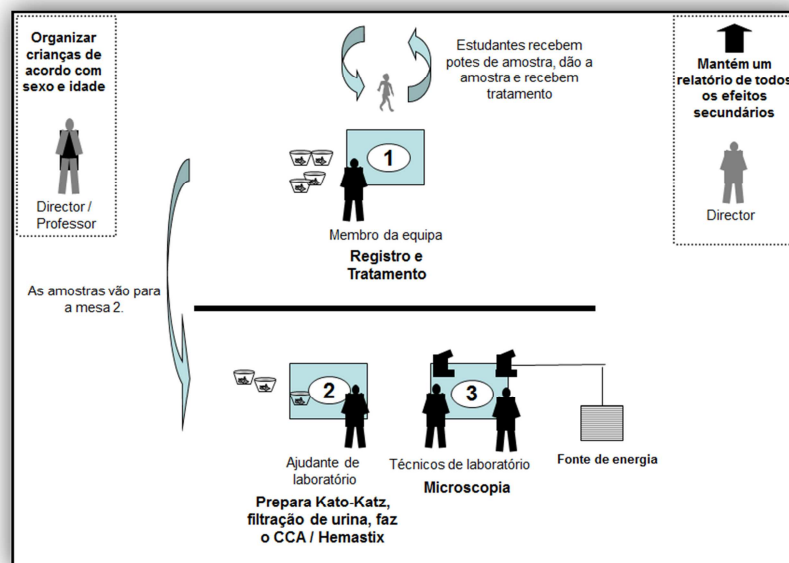 Organizar
crianças de
acordo com
sexo e idade
Director /
Professor
Estudantes recebem
potes de amostra, dão a
amostra e recebem
tratamento
Mantém um
relatório de todos
os efeitos
secundários
Director
1
Membro da equipa
Registro e
Tratamento
As amostras vão para
a mesa 2.
2
Ajudante de
laboratório
Prepara Kato-Katz,
filtração de urina, faz
o CCA / Hemastix
3
Técnicos de laboratório
Microscopia
Fonte de energia